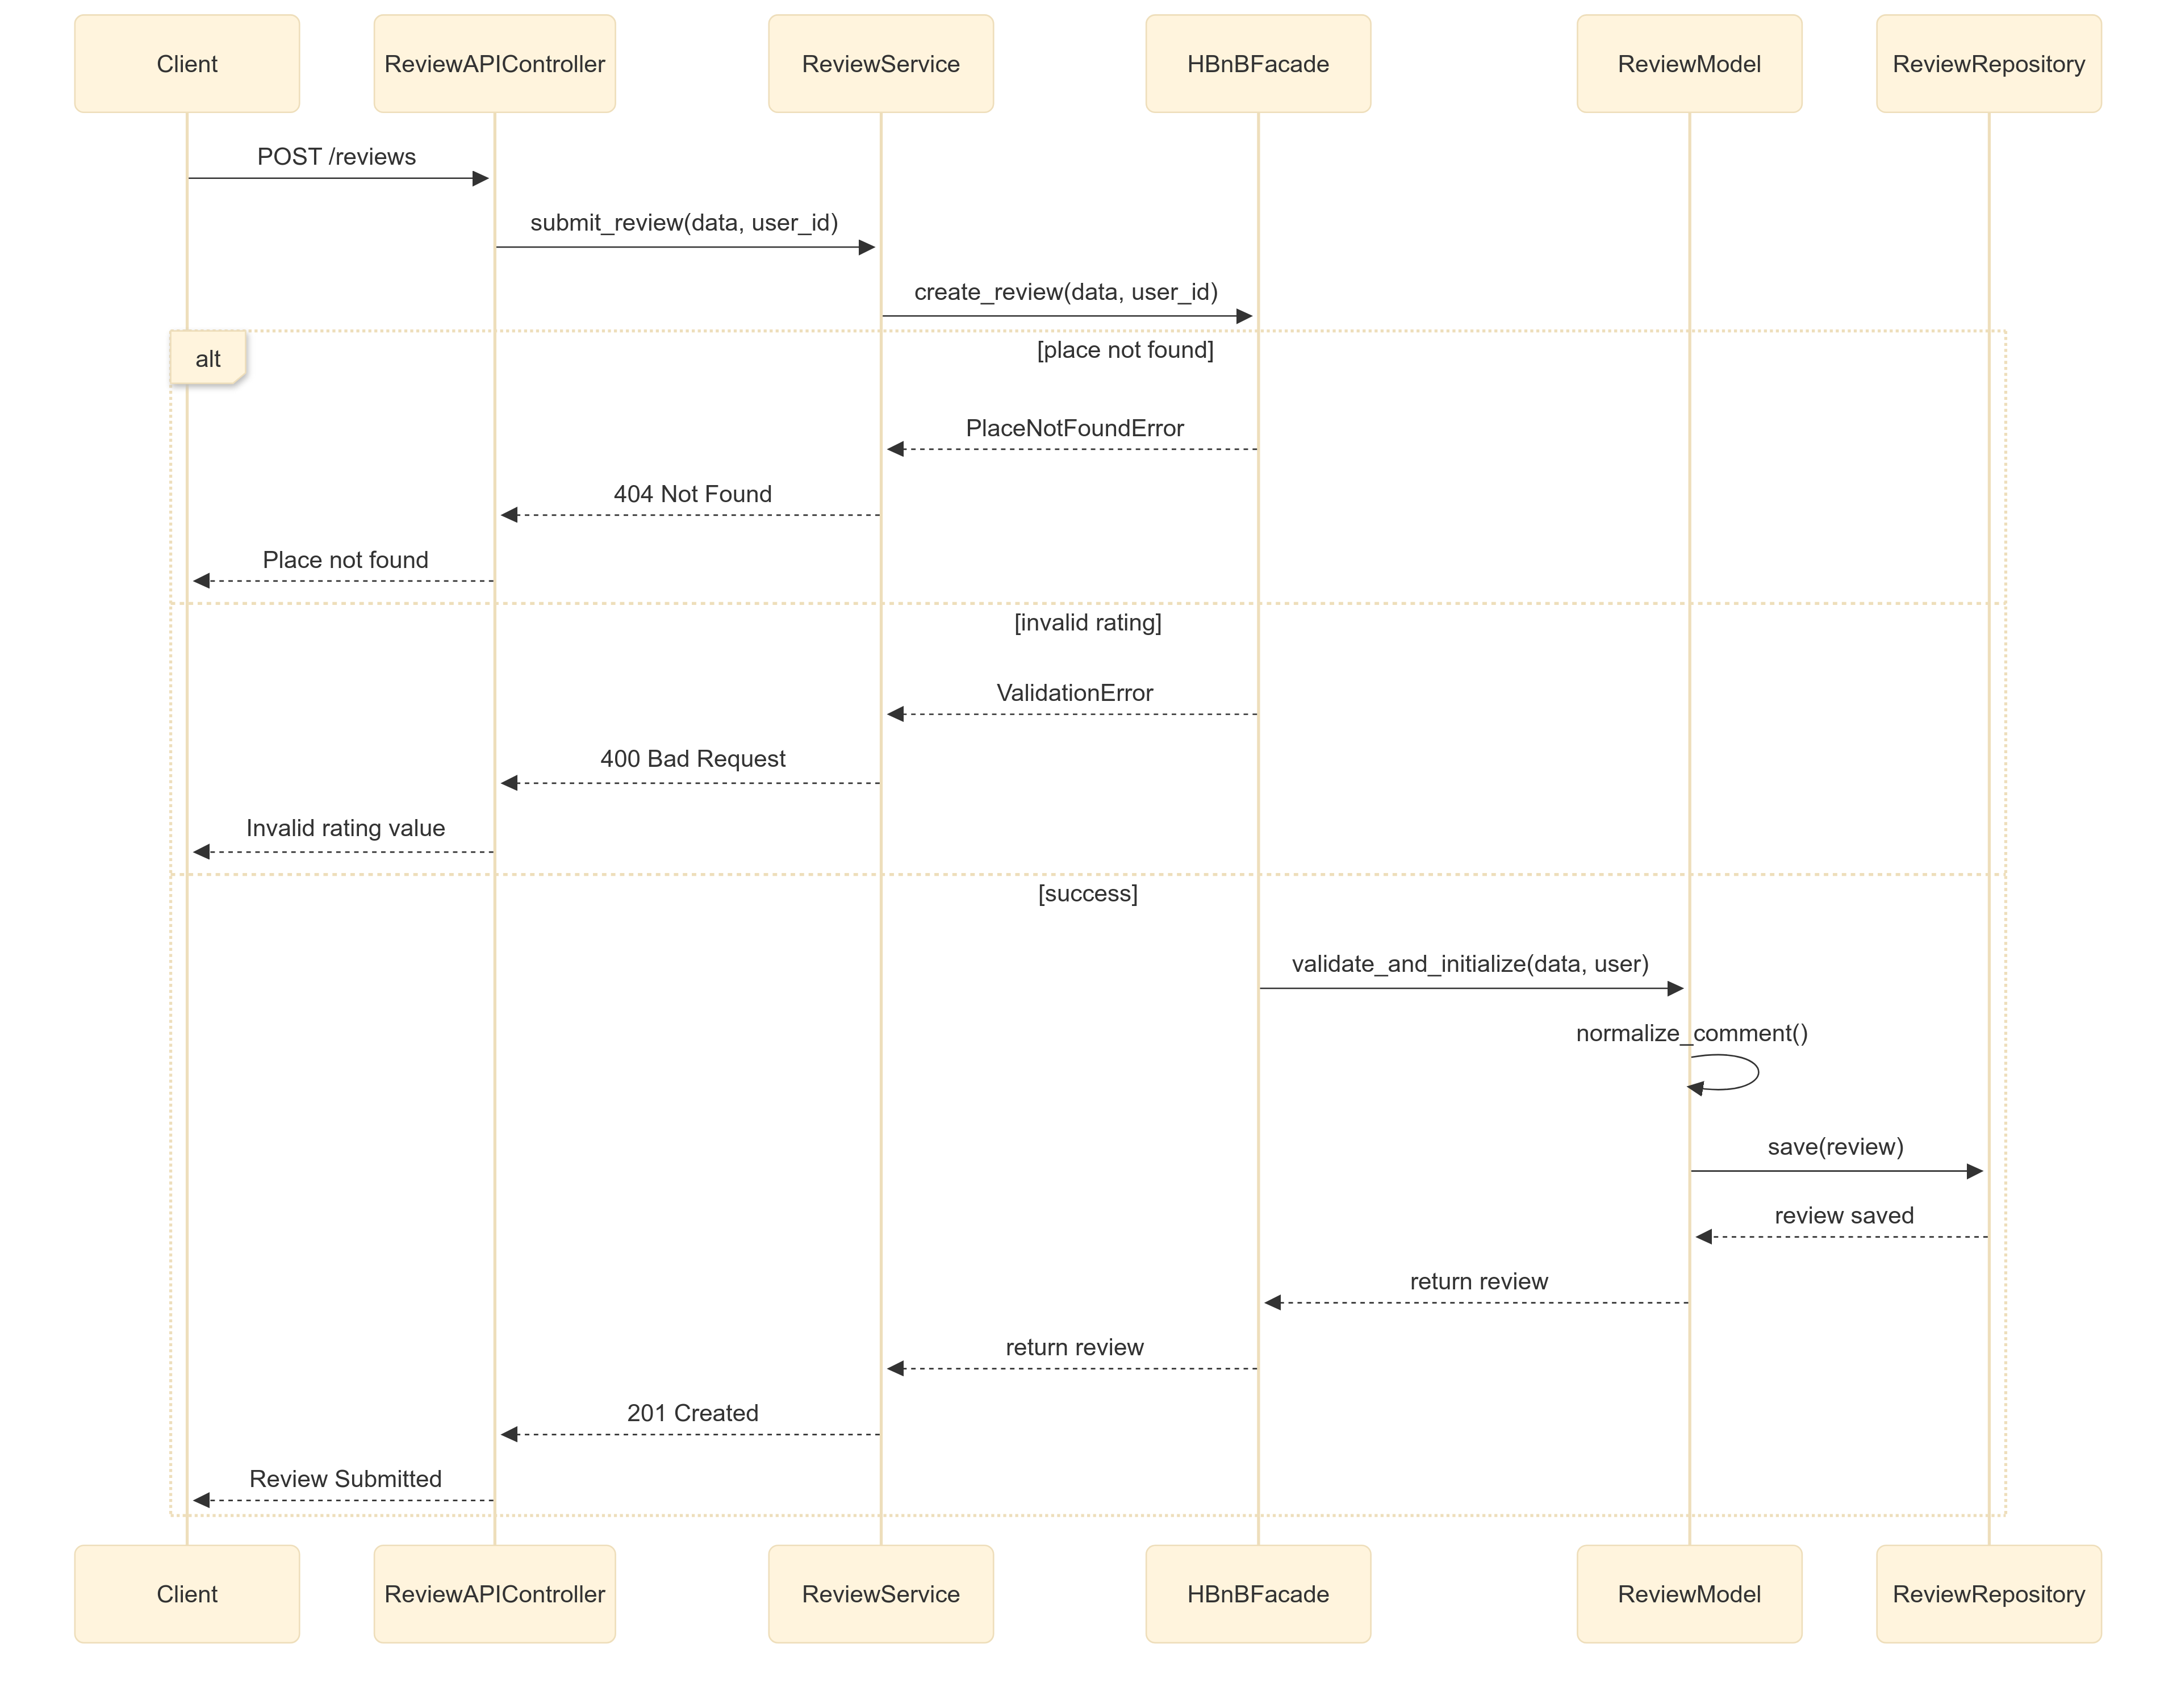 Client
ReviewAPIController
ReviewService
HBnBFacade
ReviewModel
ReviewRepository
POST /reviews
submit_review(data, user_id)
create_review(data, user_id)
alt
[place not found]
PlaceNotFoundError
404 Not Found
Place not found
[invalid rating]
ValidationError
400 Bad Request
Invalid rating value
[success]
validate_and_initialize(data, user)
normalize_comment()
save(review)
review saved
return review
return review
201 Created
Review Submitted
Client
ReviewAPIController
ReviewService
HBnBFacade
ReviewModel
ReviewRepository